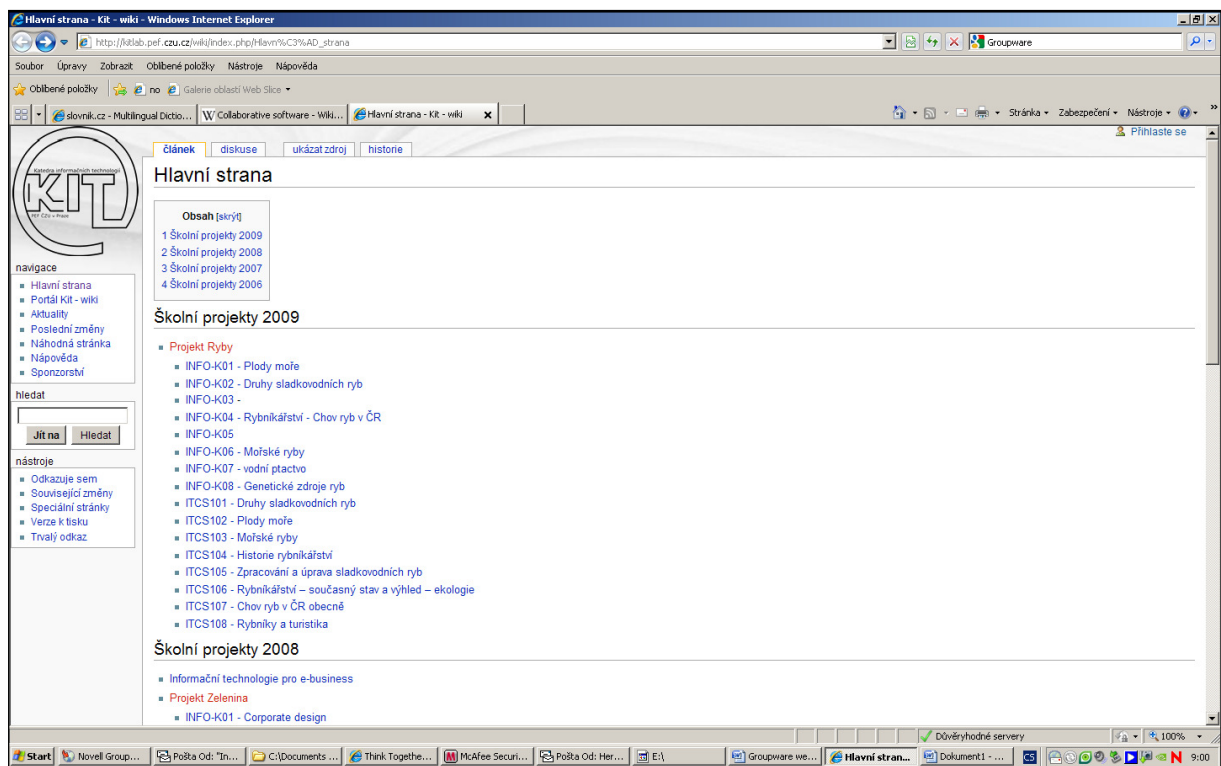 Hlavní strana - Kit - wiki - Windows Internet Explorer
http://kitlab.pef.czu.cz/wiki/index.php/Hlavn%C3%AD_strana
Groupware
Soubor Úpravy Zobrazit Oblíbené položky Nástroje Nápověda
Oblíbené položky no Galerie oblastí Web Slice
slovnik.cz - Multilingual Dictio... W Collaborative software - Wiki... Hlavní strana - Kit - wiki x Stránka Zabezpečení Nástroje »
Přihlaste se
Katedra informačních technologií
KIT
PEF ČZU v Praze
článek diskuse ukázat zdroj historie
Hlavní strana
Obsah [skrýt]
1 Školní projekty 2009
2 Školní projekty 2008
3 Školní projekty 2007
4 Školní projekty 2006
navigace
Hlavní strana
Portál Kit - wiki
Aktuality
Poslední změny
Náhodná stránka
Nápověda
Sponzorství
hledat
Jít na Hledat
nástroje
Odkazuje sem
Související změny
Speciální stránky
Verze k tisku
Trvalý odkaz
Školní projekty 2009
Projekt Ryby
INFO-K01 - Plody moře
INFO-K02 - Druhy sladkovodních ryb
INFO-K03 -
INFO-K04 - Rybníkářství - Chov ryb v ČR
INFO-K05
INFO-K06 - Mořské ryby
INFO-K07 - vodní ptactvo
INFO-K08 - Genetické zdroje ryb
ITCS101 - Druhy sladkovodních ryb
ITCS102 - Plody moře
ITCS103 - Mořské ryby
ITCS104 - Historie rybníkářství
ITCS105 - Zpracování a úprava sladkovodních ryb
ITCS106 - Rybníkářství – současný stav a výhled – ekologie
ITCS107 - Chov ryb v ČR obecně
ITCS108 - Rybníky a turistika
Školní projekty 2008
Informační technologie pro e-business
Projekt Zelenina
INFO-K01 - Corporate design
Důvěryhodné servery 100%
Start Novell Group... Pošta Od: "In... C:\Documents ... Think Togethe... McAfee Securi... Pošta Od: Her... E:\ Groupware we... Hlavní stran... Dokument1 - ... CS 9:00